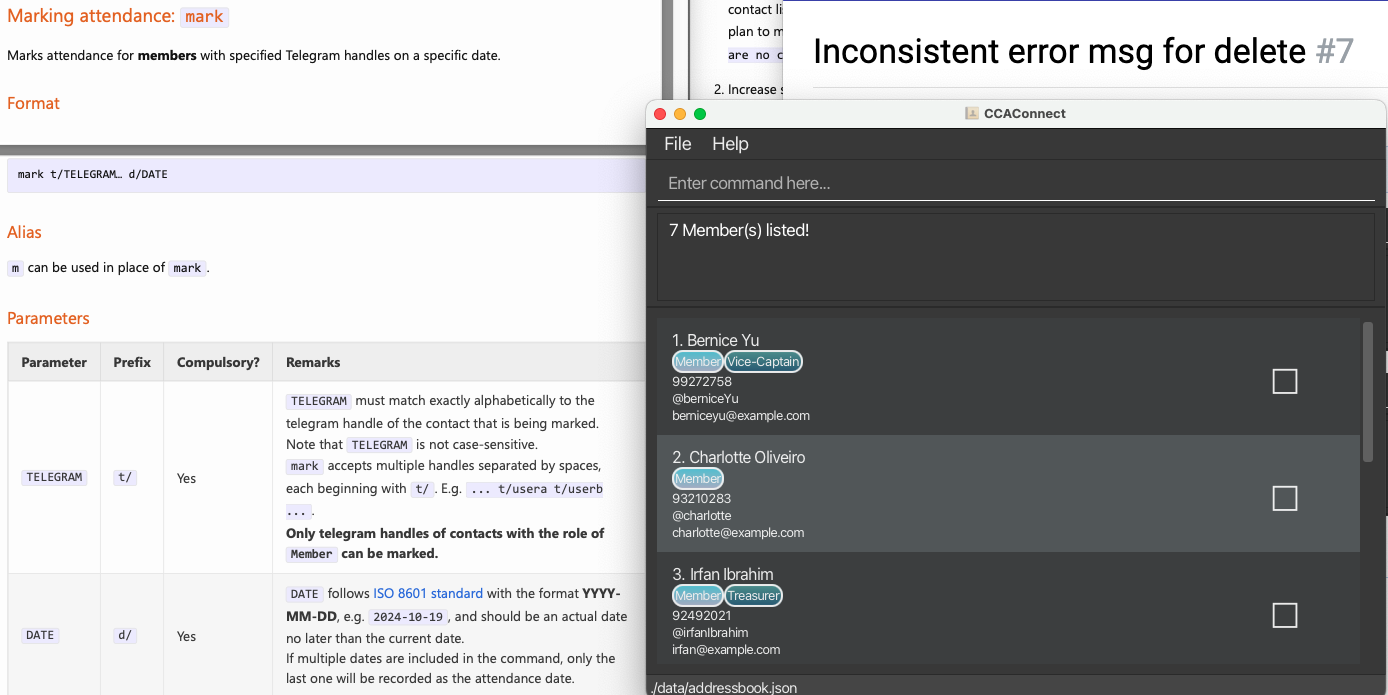 Marking attendance: mark
Marks attendance for members with specified Telegram handles on a specific date.
Format
mark t/TELEGRAM… d/DATE
Alias
m can be used in place of mark.
Parameters
Parameter Prefix Compulsory? Remarks
TELEGRAM t/ Yes
TELEGRAM must match exactly alphabetically to the
telegram handle of the contact that is being marked.
Note that TELEGRAM is not case-sensitive.
mark accepts multiple handles separated by spaces,
each beginning with t/. E.g. ... t/usera t/userb
... .
Only telegram handles of contacts with the role of
Member can be marked.
DATE d/ Yes
DATE follows ISO 8601 standard with the format YYYY-
MM-DD, e.g. 2024-10-19, and should be an actual date
no later than the current date.
If multiple dates are included in the command, only the
last one will be recorded as the attendance date.
contact li
plan to m
are no c
2. Increase s
Inconsistent error msg for delete #7
CCAConnect
File Help
Enter command here...
7 Member(s) listed!
1. Bernice Yu
Member Vice-Captain
99272758
@berniceYu
berniceyu@example.com
2. Charlotte Oliveiro
Member
93210283
@charlotte
charlotte@example.com
3. Irfan Ibrahim
Member Treasurer
92492021
@irfanIbrahim
irfan@example.com
./data/addressbook.json